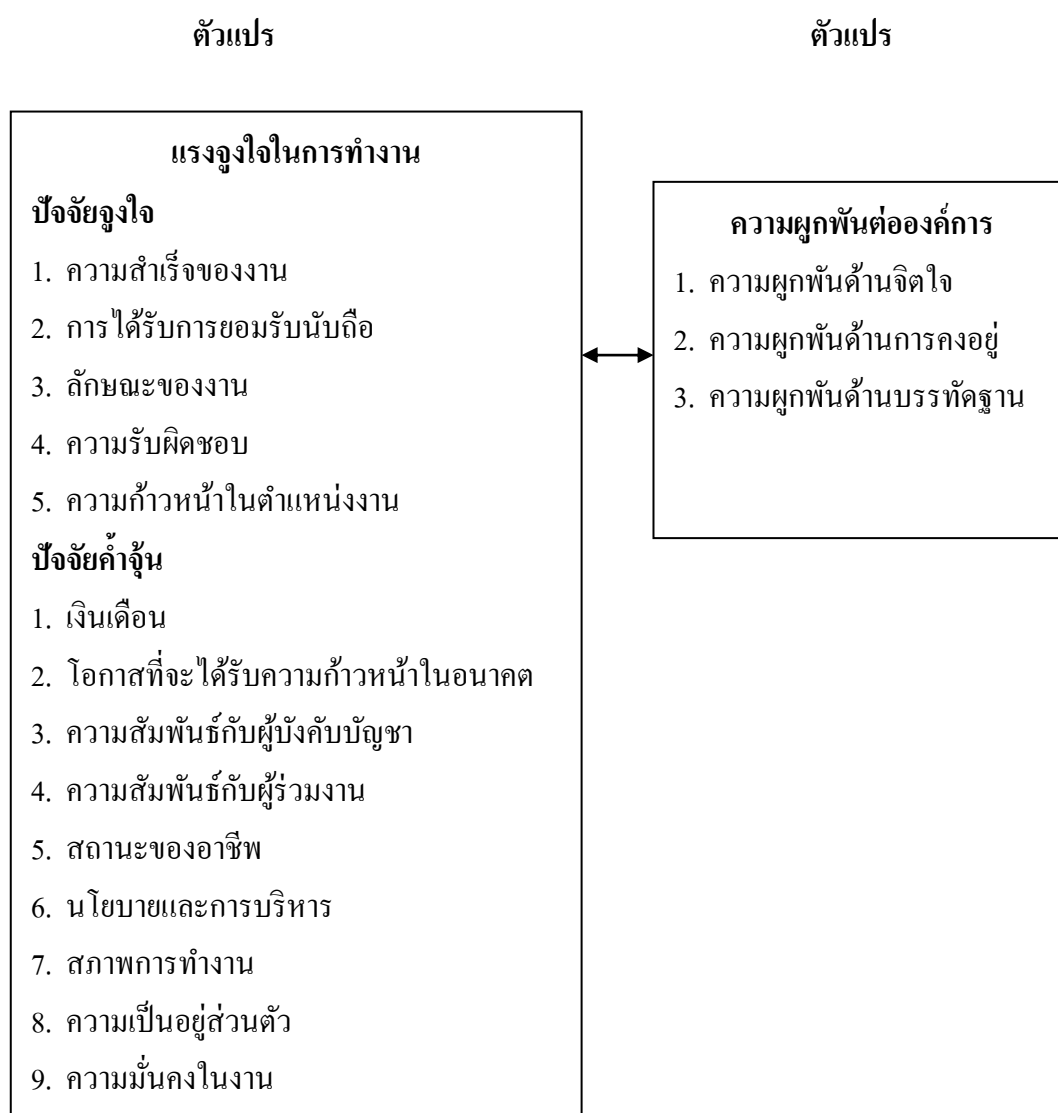 ตัวแปร
ตัวแปร
แรงจูงใจในการทำงาน
ปัจจัยจูงใจ
1. ความสำเร็จของงาน
2. การได้รับการยอมรับนับถือ
3. ลักษณะของงาน
4. ความรับผิดชอบ
5. ความก้าวหน้าในตำแหน่งงาน
ปัจจัยค้ำจุ้น
1. เงินเดือน
2. โอกาสที่จะได้รับความก้าวหน้าในอนาคต
3. ความสัมพันธ์กับผู้บังคับบัญชา
4. ความสัมพันธ์กับผู้ร่วมงาน
5. สถานะของอาชีพ
6. นโยบายและการบริหาร
7. สภาพการทำงาน
8. ความเป็นอยู่ส่วนตัว
9. ความมั่นคงในงาน
ความผูกพันต่อองค์การ
1. ความผูกพันด้านจิตใจ
2. ความผูกพันด้านการคงอยู่
3. ความผูกพันด้านบรรทัดฐาน